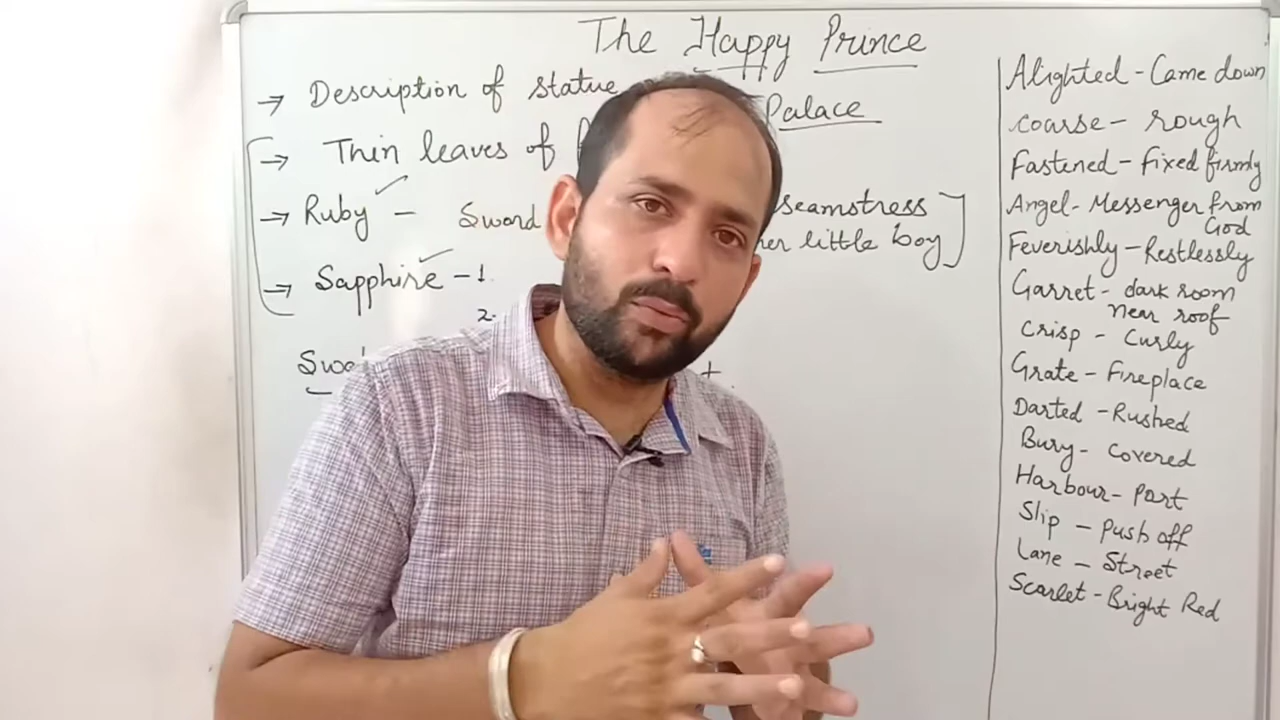 The Happy Prince
→ Description of statue
Palace
→ Thin leaves of
→ Ruby ✓ - Sword seamstress
her little boy
→ Sapphire ✓ - 1.
2.
+
Alighted - Came down
coarse - rough
Fastened - Fixed firmly
Angel - Messenger From
God
Feverishly - Restlessly
Garret - dark room
Near roof
Crisp - Curly
Grate - Fireplace
Darted - Rushed
Bury - Covered
Harbour - Port
Slip - Push off
Lane - Street
Scarlet - Bright Red